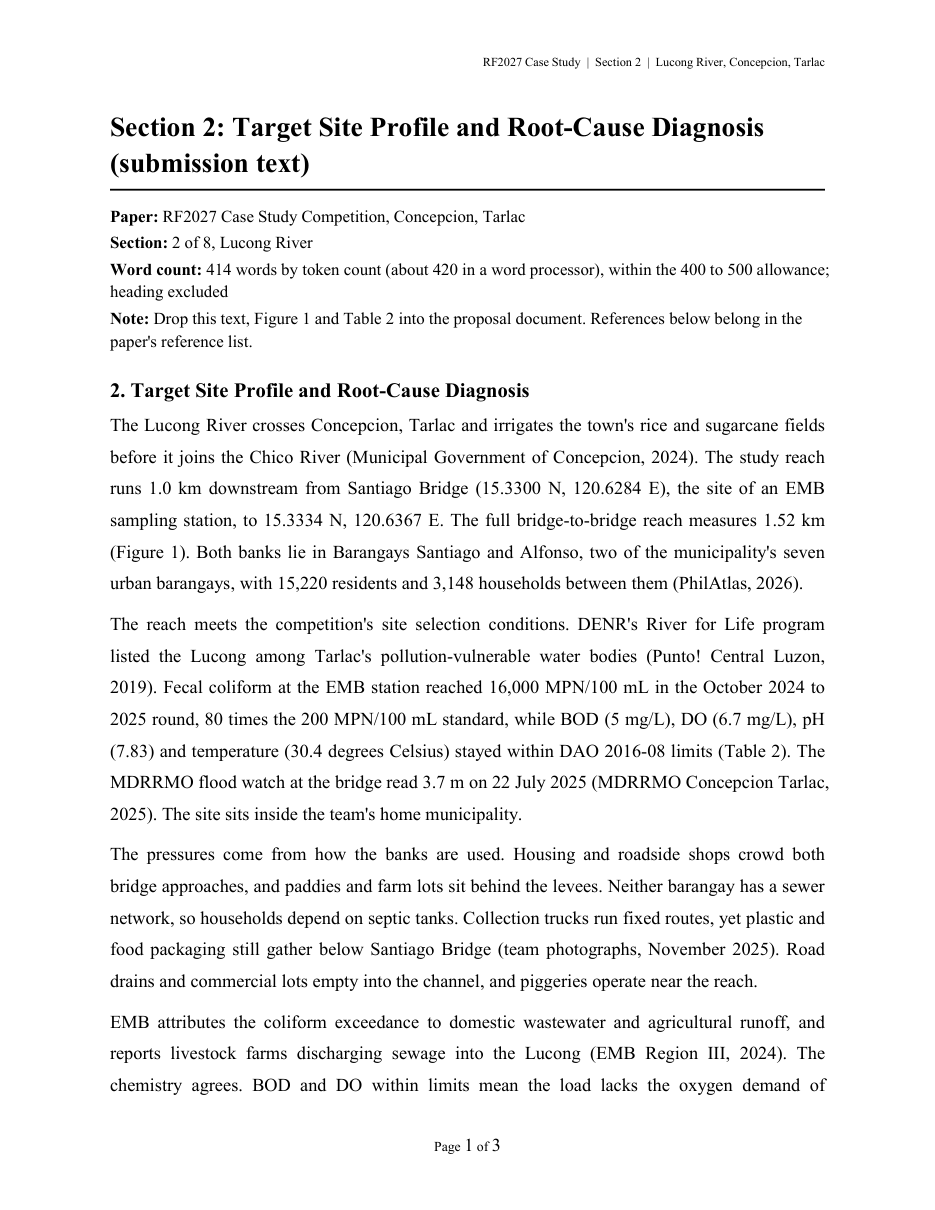 RF2027 Case Study | Section 2 | Lucong River, Concepcion, Tarlac
Section 2: Target Site Profile and Root-Cause Diagnosis
(submission text)
Paper: RF2027 Case Study Competition, Concepcion, Tarlac
Section: 2 of 8, Lucong River
Word count: 414 words by token count (about 420 in a word processor), within the 400 to 500 allowance;
heading excluded
Note: Drop this text, Figure 1 and Table 2 into the proposal document. References below belong in the
paper's reference list.
2. Target Site Profile and Root-Cause Diagnosis
The Lucong River crosses Concepcion, Tarlac and irrigates the town's rice and sugarcane fields
before it joins the Chico River (Municipal Government of Concepcion, 2024). The study reach
runs 1.0 km downstream from Santiago Bridge (15.3300 N, 120.6284 E), the site of an EMB
sampling station, to 15.3334 N, 120.6367 E. The full bridge-to-bridge reach measures 1.52 km
(Figure 1). Both banks lie in Barangays Santiago and Alfonso, two of the municipality's seven
urban barangays, with 15,220 residents and 3,148 households between them (PhilAtlas, 2026).
The reach meets the competition's site selection conditions. DENR's River for Life program
listed the Lucong among Tarlac's pollution-vulnerable water bodies (Punto! Central Luzon,
2019). Fecal coliform at the EMB station reached 16,000 MPN/100 mL in the October 2024 to
2025 round, 80 times the 200 MPN/100 mL standard, while BOD (5 mg/L), DO (6.7 mg/L), pH
(7.83) and temperature (30.4 degrees Celsius) stayed within DAO 2016-08 limits (Table 2). The
MDRRMO flood watch at the bridge read 3.7 m on 22 July 2025 (MDRRMO Concepcion Tarlac,
2025). The site sits inside the team's home municipality.
The pressures come from how the banks are used. Housing and roadside shops crowd both
bridge approaches, and paddies and farm lots sit behind the levees. Neither barangay has a sewer
network, so households depend on septic tanks. Collection trucks run fixed routes, yet plastic and
food packaging still gather below Santiago Bridge (team photographs, November 2025). Road
drains and commercial lots empty into the channel, and piggeries operate near the reach.
EMB attributes the coliform exceedance to domestic wastewater and agricultural runoff, and
reports livestock farms discharging sewage into the Lucong (EMB Region III, 2024). The
chemistry agrees. BOD and DO within limits mean the load lacks the oxygen demand of
Page 1 of 3